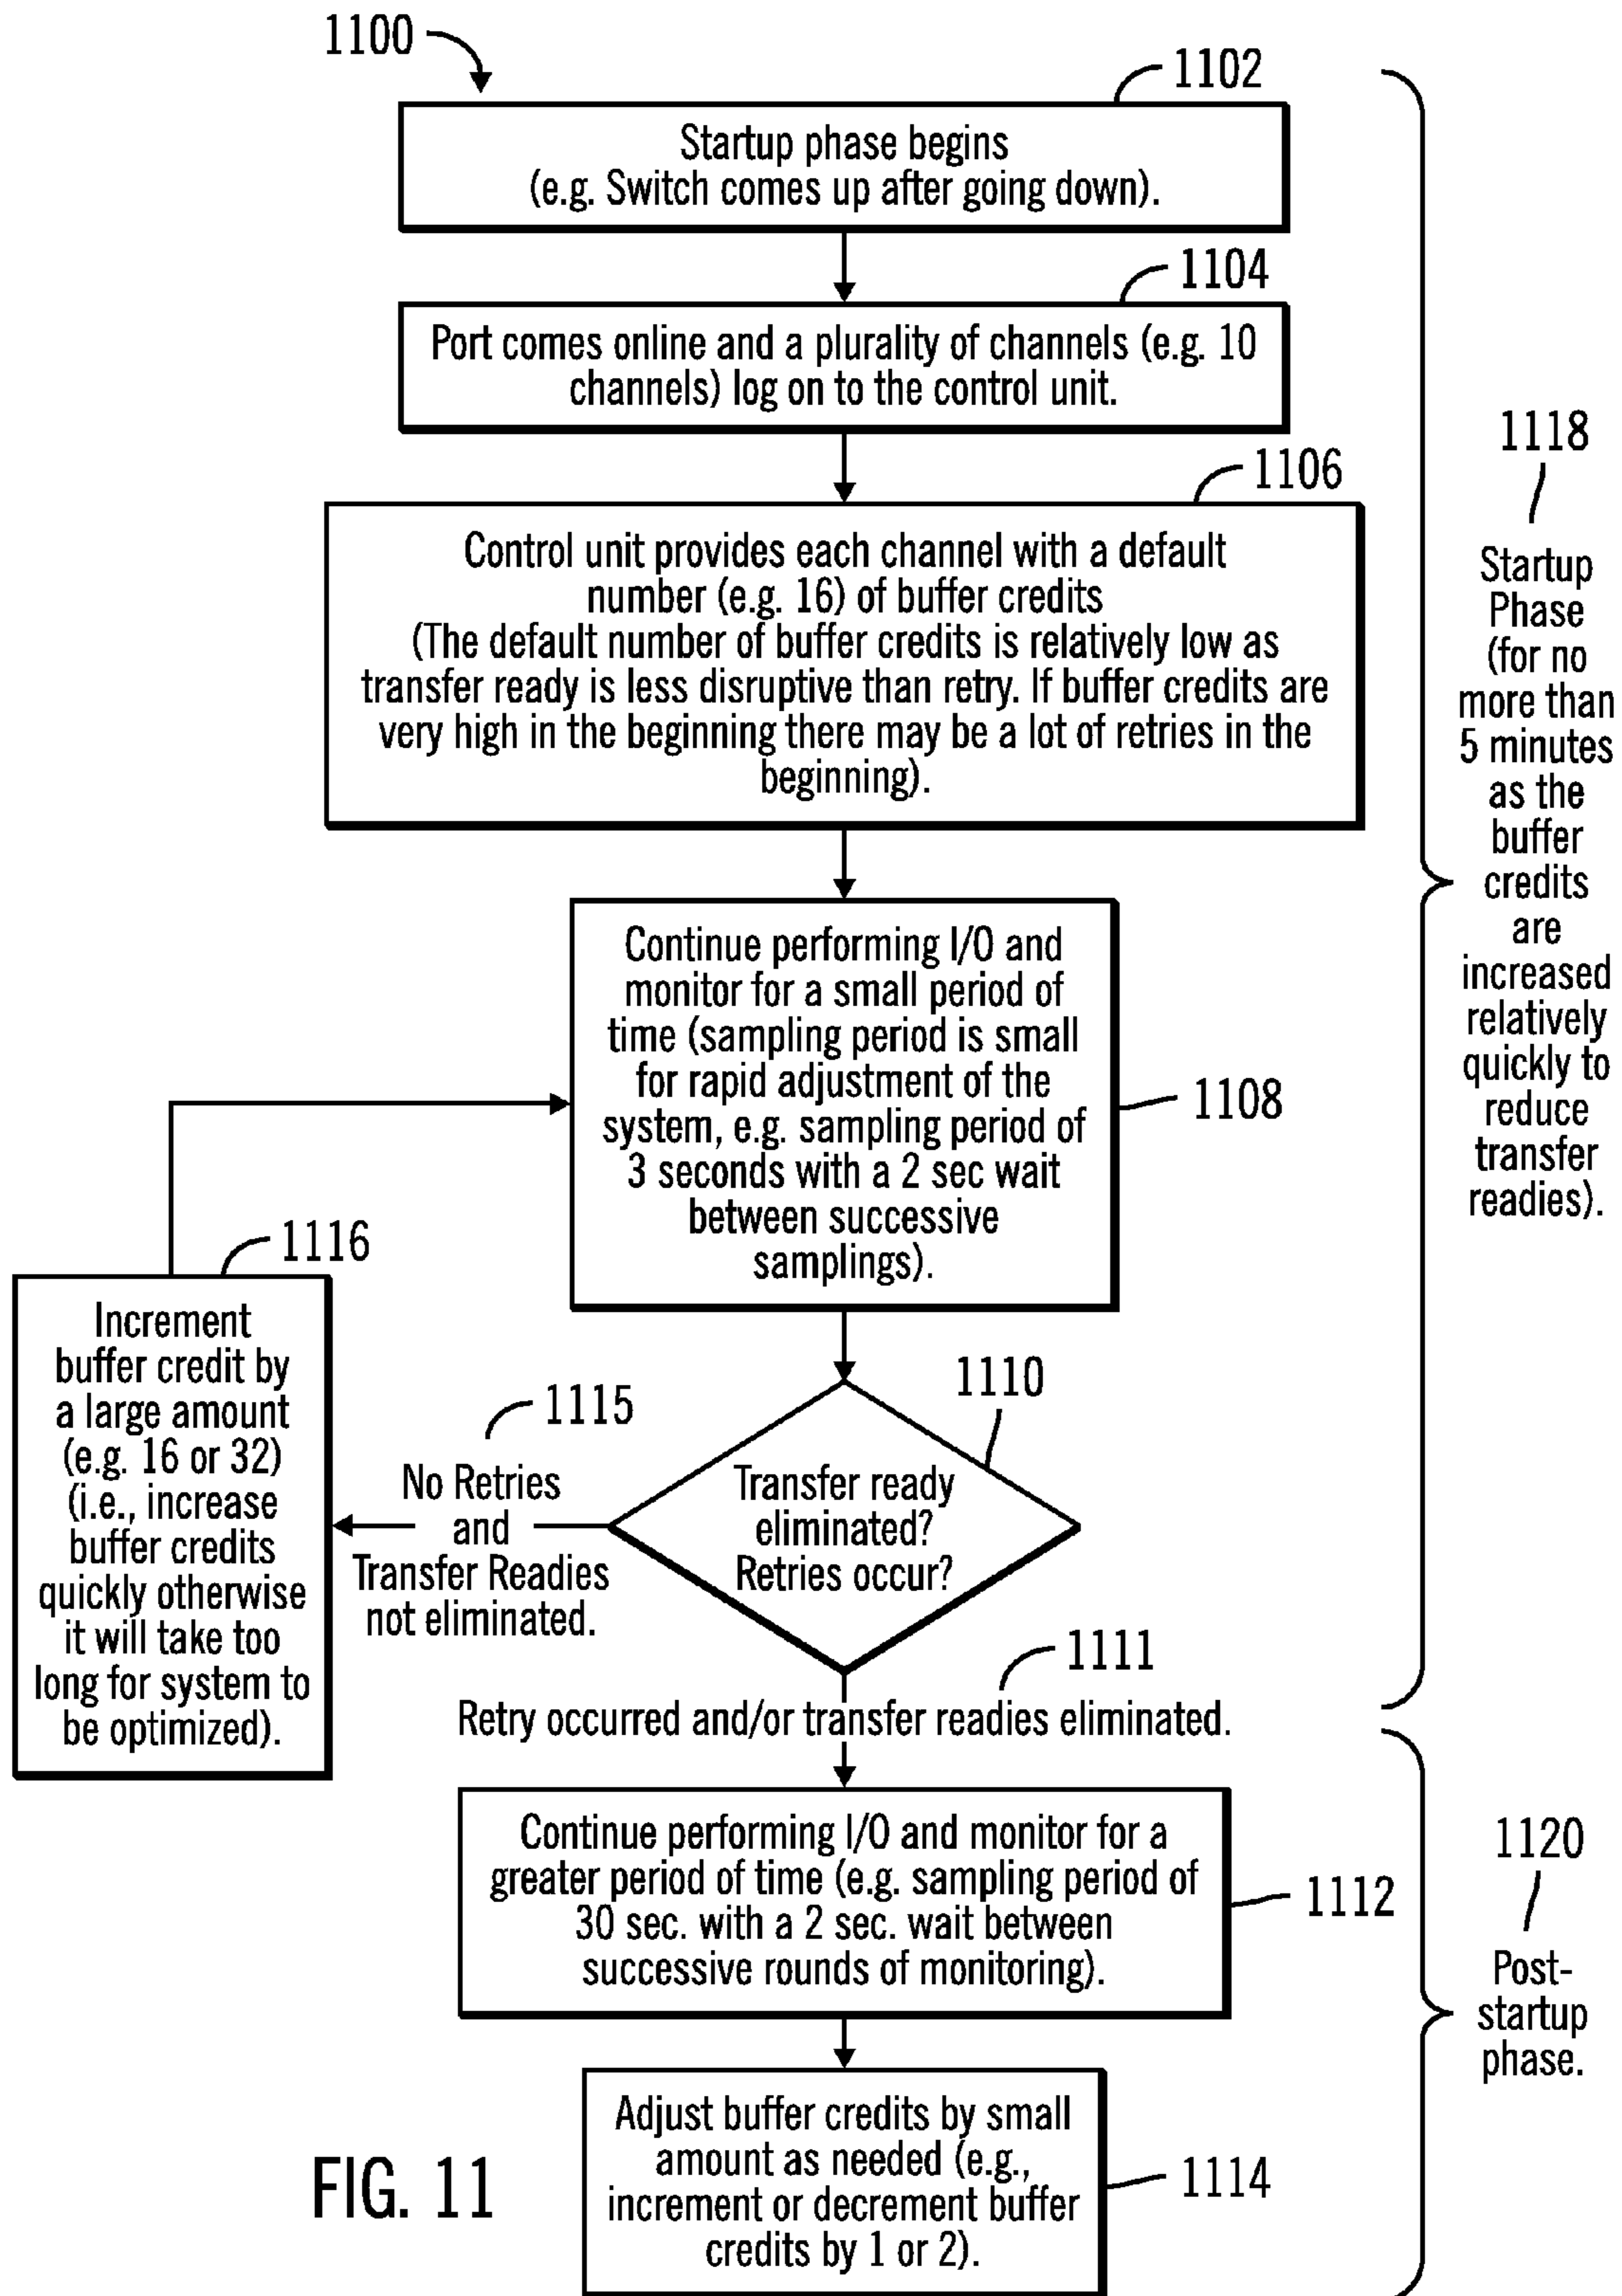 1100
1102
Startup phase begins
(e.g. Switch comes up after going down).
1104
Port comes online and a plurality of channels (e.g. 10
channels) log on to the control unit.
1106
Control unit provides each channel with a default
number (e.g. 16) of buffer credits
(The default number of buffer credits is relatively low as
transfer ready is less disruptive than retry. If buffer credits are
very high in the beginning there may be a lot of retries in the
beginning).
Continue performing I/O and
monitor for a small period of
time (sampling period is small
for rapid adjustment of the
system, e.g. sampling period of
3 seconds with a 2 sec wait
between successive
samplings).
1108
1110
Transfer ready
eliminated?
Retries occur?
1115
No Retries
and
Transfer Readies
not eliminated.
1116
Increment
buffer credit by
a large amount
(e.g. 16 or 32)
(i.e., increase
buffer credits
quickly otherwise
it will take too
long for system to
be optimized).
1111
Retry occurred and/or transfer readies eliminated.
Continue performing I/O and monitor for a
greater period of time (e.g. sampling period of
30 sec. with a 2 sec. wait between
successive rounds of monitoring).
1112
Adjust buffer credits by small
amount as needed (e.g.,
increment or decrement buffer
credits by 1 or 2).
1114
1118
Startup
Phase
(for no
more than
5 minutes
as the
buffer
credits
are
increased
relatively
quickly to
reduce
transfer
readies).
1120
Post-
startup
phase.
FIG. 11